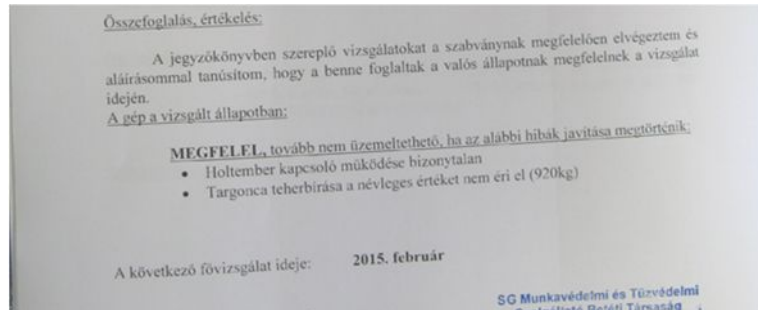 Összefoglalás, értékelés:
A jegyzőkönyvben szereplő vizsgálatokat a szabványnak megfelelően elvégeztem és
aláírásommal tanúsítom, hogy a benne foglaltak a valós állapotnak megfelelnek a vizsgálat
idején.
A gép a vizsgált állapotban:
MEGFELEL, tovább nem üzemeltethető, ha az alábbi hibák javítása megtörténik:
• Holtember kapcsoló működése bizonytalan
• Targonca teherbírása a névleges értéket nem éri el (920kg)
A következő fővizsgálat ideje: 2015. február
SG Munkavédelmi és Tűzvédelmi
Betéti Társaság